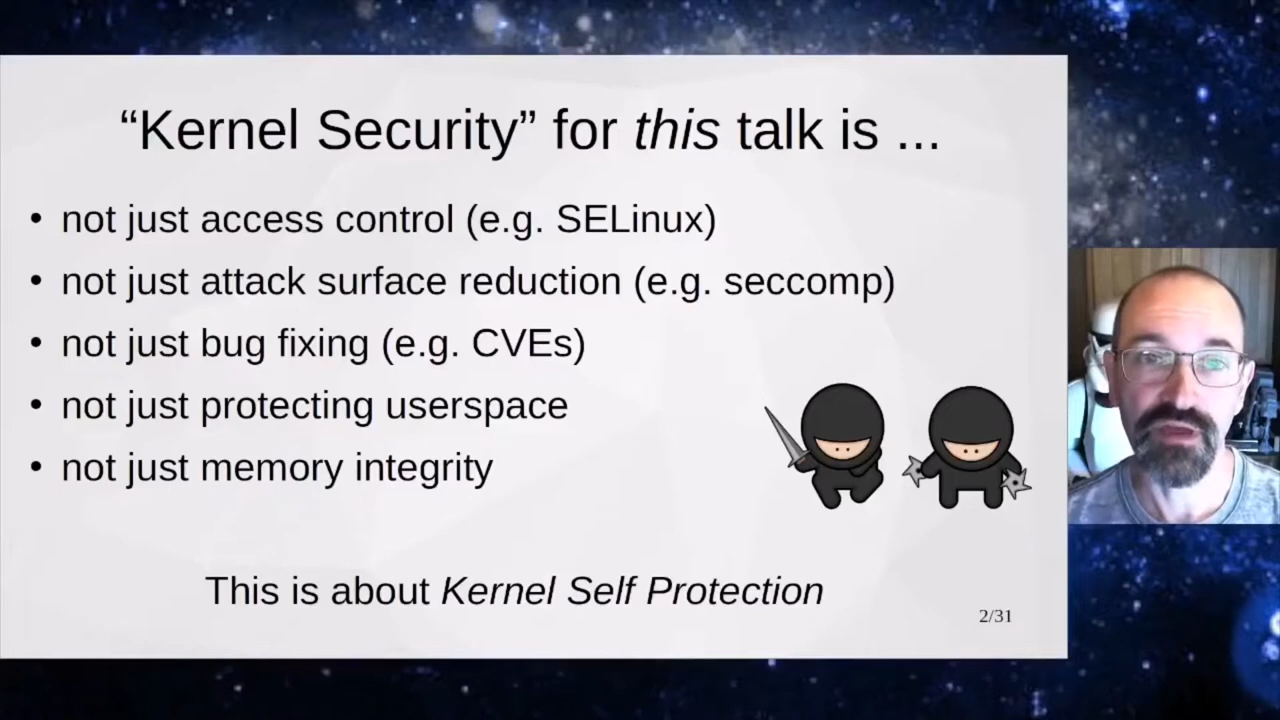 “Kernel Security” for this talk is ...
• not just access control (e.g. SELinux)
• not just attack surface reduction (e.g. seccomp)
• not just bug fixing (e.g. CVEs)
• not just protecting userspace
• not just memory integrity
This is about Kernel Self Protection
2/31